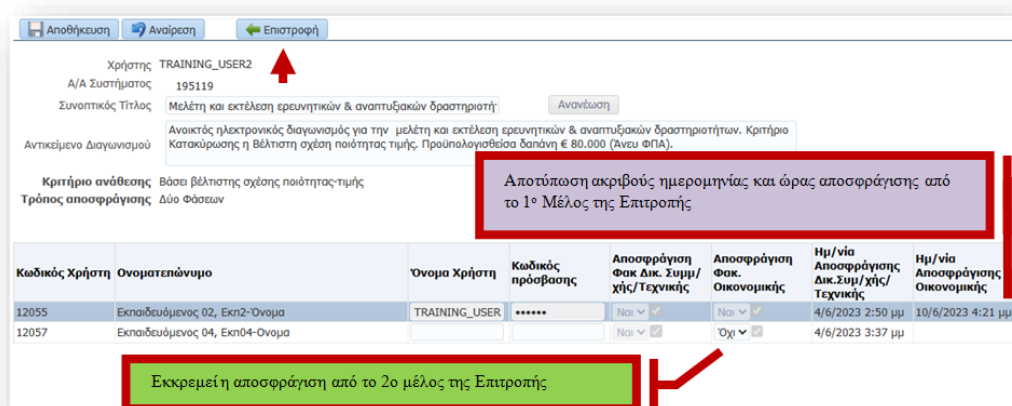 Αποθήκευση Αναίρεση Επιστροφή
Χρήστης TRAINING_USER2
Α/Α Συστήματος 195119
Συνοπτικός Τίτλος Μελέτη και εκτέλεση ερευνητικών & αναπτυξιακών δραστηριοτή Ανανέωση
Ανοικτός ηλεκτρονικός διαγωνισμός για την μελέτη και εκτέλεση ερευνητικών & αναπτυξιακών δραστηριοτήτων. Κριτήριο
Αντικείμενο Διαγωνισμού Κατακύρωσης η Βέλτιστη σχέση ποιότητας τιμής. Προϋπολογισθείσα δαπάνη € 80.000 (Άνευ ΦΠΑ).
Κριτήριο ανάθεσης Βάσει βέλτιστης σχέσης ποιότητας-τιμής
Τρόπος αποσφράγισης Δύο Φάσεων
Αποτύπωση ακριβούς ημερομηνίας και ώρας αποσφράγισης από
το 1ο Μέλος της Επιτροπής
Κωδικός Χρήστη Ονοματεπώνυμο Όνομα Χρήστη Κωδικός πρόσβασης Αποσφράγιση Φακ Δικ. Συμμ/χής/Τεχνικής Αποσφράγιση Φακ. Οικονομικής Ημ/νία Αποσφράγισης Δικ.Συμ/χής/Τεχνικής Ημ/νία Αποσφράγισης Οικονομικής
12055 Εκπαιδευόμενος 02, Εκπ2-Όνομα TRAINING_USER •••••• Ναι Ναι 4/6/2023 2:50 μμ 10/6/2023 4:21 μμ
12057 Εκπαιδευόμενος 04, Εκπ04-Όνομα Ναι Όχι 4/6/2023 3:37 μμ
Εκκρεμεί η αποσφράγιση από το 2ο μέλος της Επιτροπής